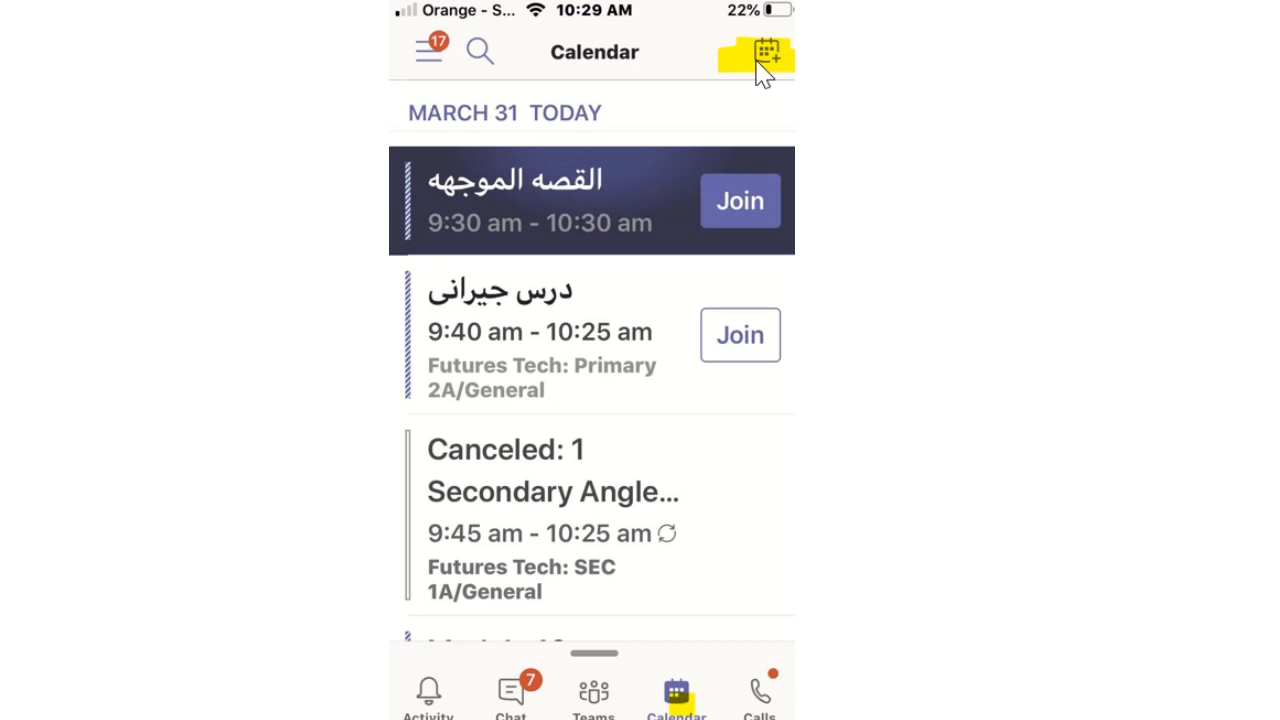 Orange - S... 10:29 AM 22%
17 Calendar
MARCH 31 TODAY
القصه الموجهه
9:30 am - 10:30 am
Join
درس جيرانى
9:40 am - 10:25 am
Join
Futures Tech: Primary
2A/General
Canceled: 1
Secondary Angle...
9:45 am - 10:25 am
Futures Tech: SEC
1A/General
7
Activity Chat Teams Calendar Calls